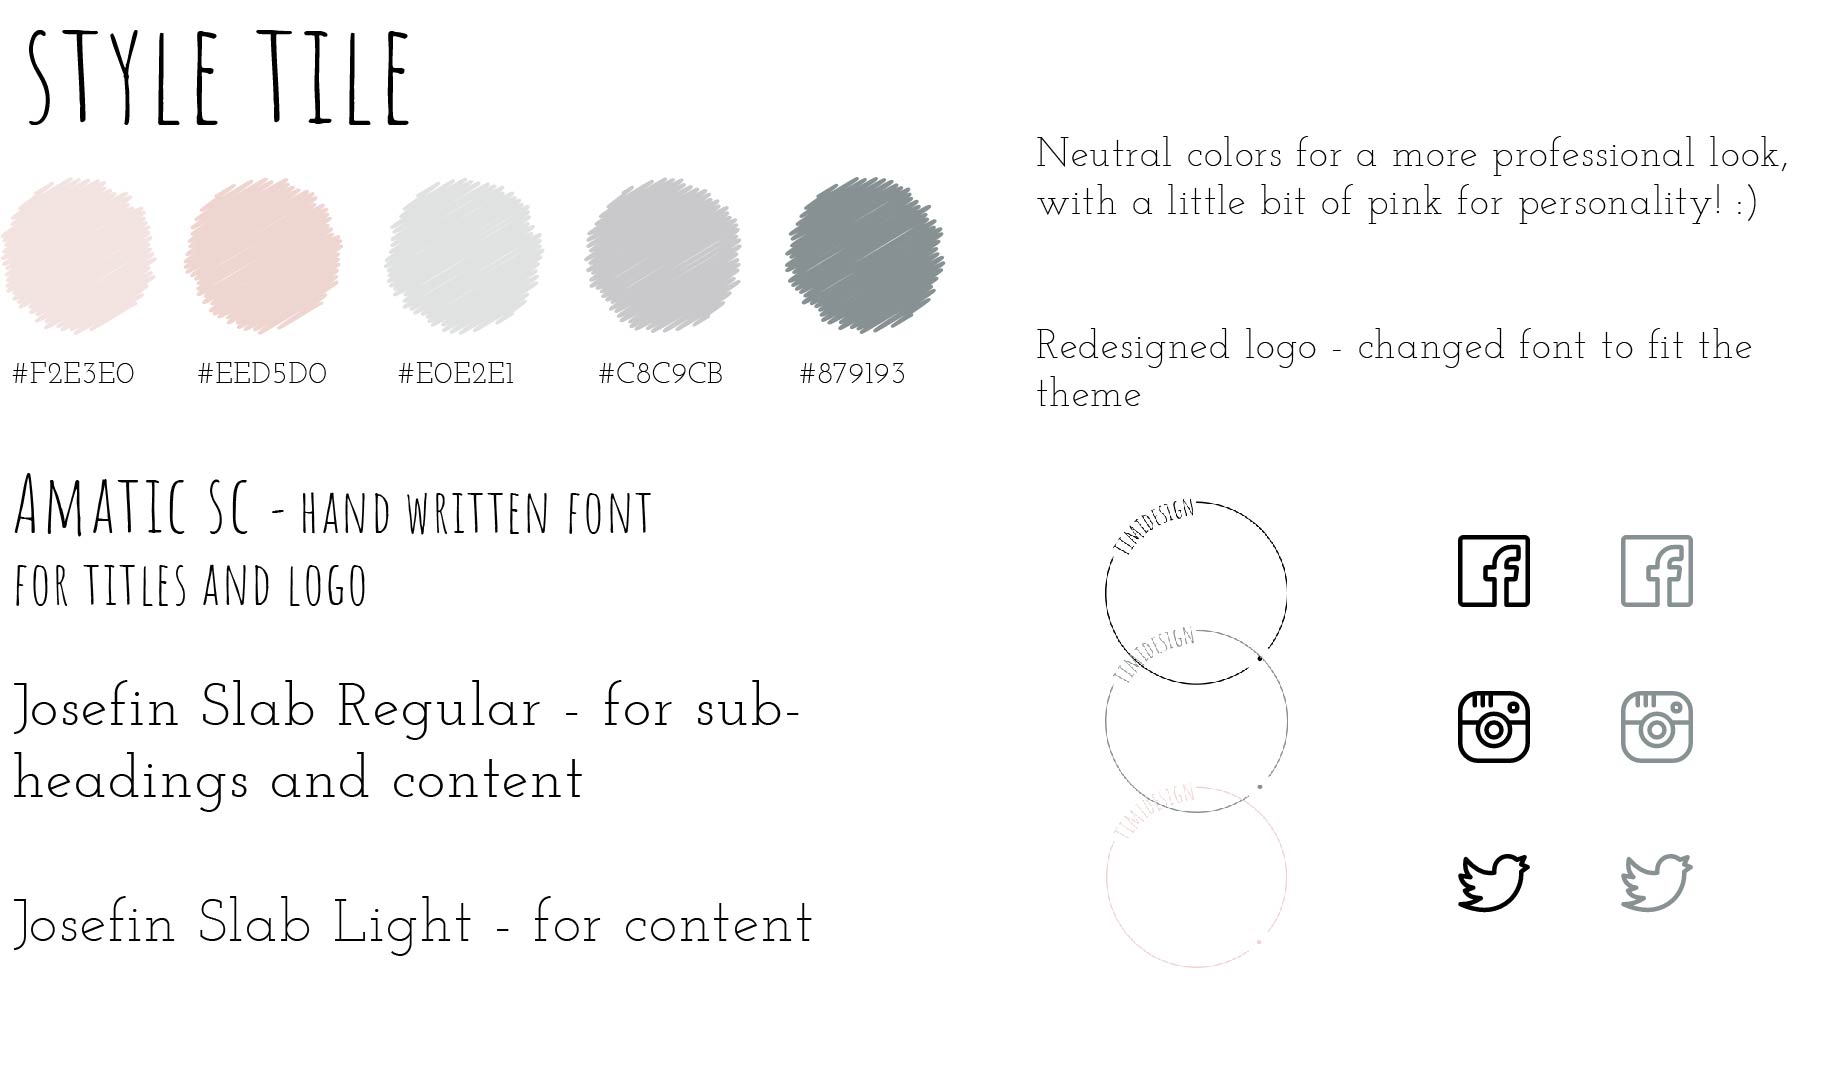 STYLE TILE
#F2E3E0
#EED5D0
#E0E2E1
#C8C9CB
#879193
Neutral colors for a more professional look,
with a little bit of pink for personality! :)
Redesigned logo - changed font to fit the
theme
AMATIC SC - HAND WRITTEN FONT
FOR TITLES AND LOGO
Josefin Slab Regular - for sub-
headings and content
Josefin Slab Light - for content
TIMIDESIGN
TIMIDESIGN
TIMIDESIGN